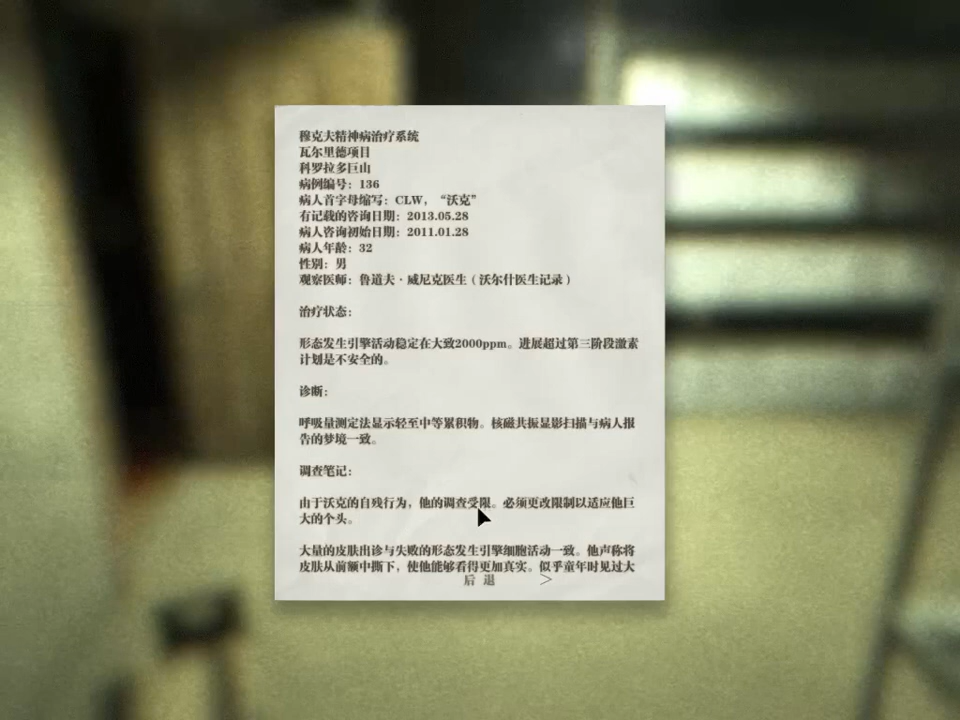 穆克夫精神病治疗系统
瓦尔里德项目
科罗拉多巨山
病例编号：136
病人首字母缩写：CLW，“沃克”
有记载的咨询日期：2013.05.28
病人咨询初始日期：2011.01.28
病人年龄：32
性别：男
观察医师：鲁道夫·威尼克医生（沃尔什医生记录）
治疗状态：
形态发生引擎活动稳定在大致2000ppm。进展超过第三阶段激素
计划是不安全的。
诊断：
呼吸量测定法显示轻至中等累积物。核磁共振显影扫描与病人报
告的梦境一致。
调查笔记：
由于沃克的自残行为，他的调查受限。必须更改限制以适应他巨
大的个头。
大量的皮肤出诊与失败的形态发生引擎细胞活动一致。他声称将
皮肤从前额中撕下，使他能够看得更加真实。似乎童年时见过大
后 退 >